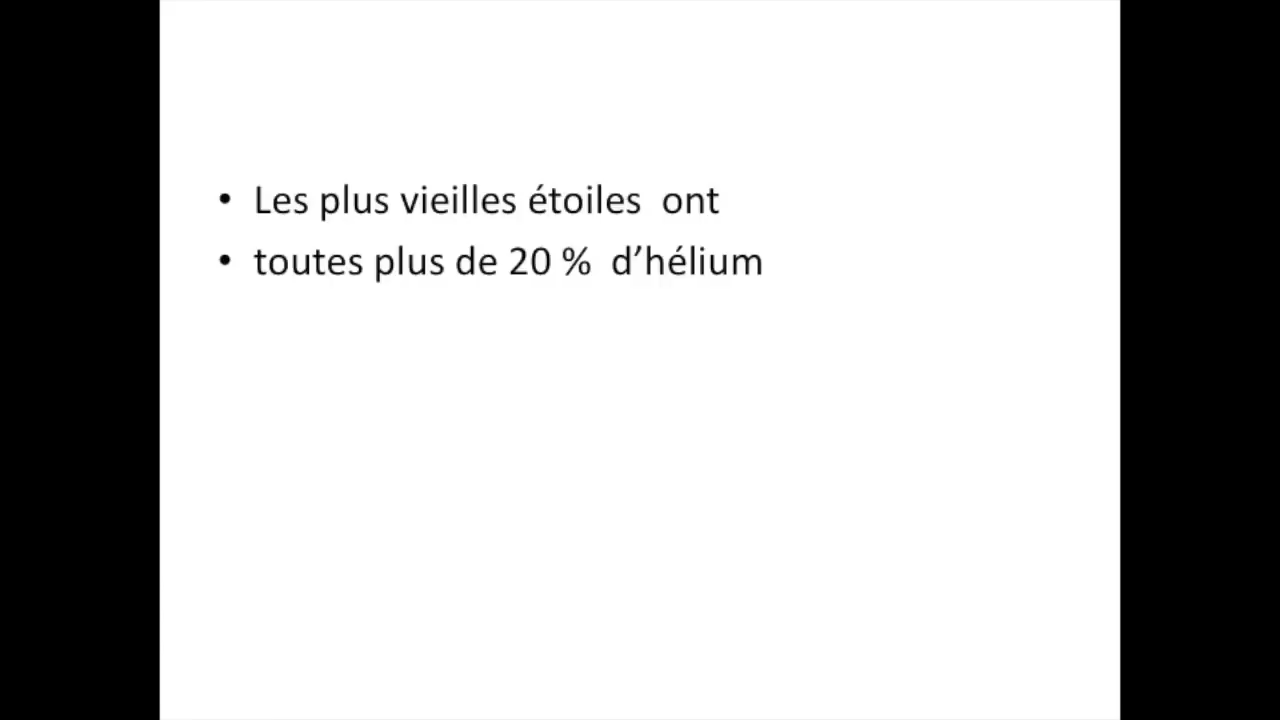 • Les plus vieilles étoiles  ont
• toutes plus de 20 %  d’hélium